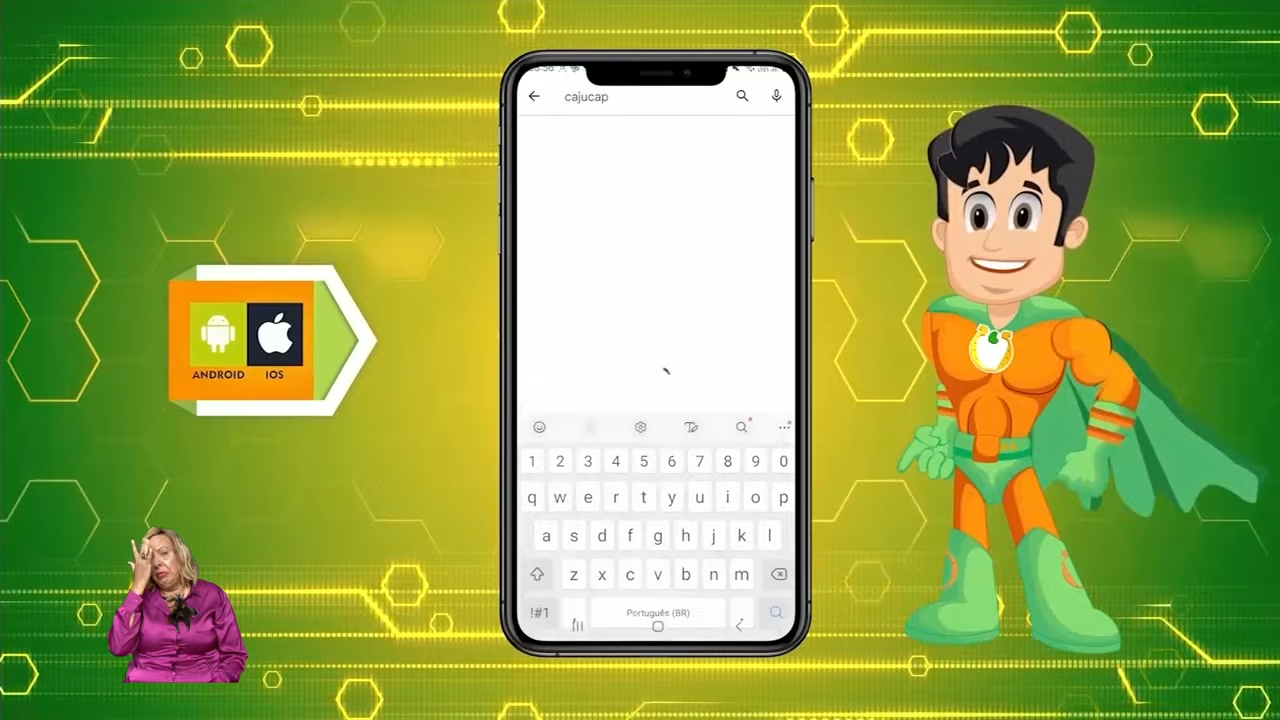 cajucap
ANDROID IOS
1 2 3 4 5 6 7 8 9 0
q w e r t y u i o p
a s d f g h j k l
z x c v b n m
!#1 Português (BR)